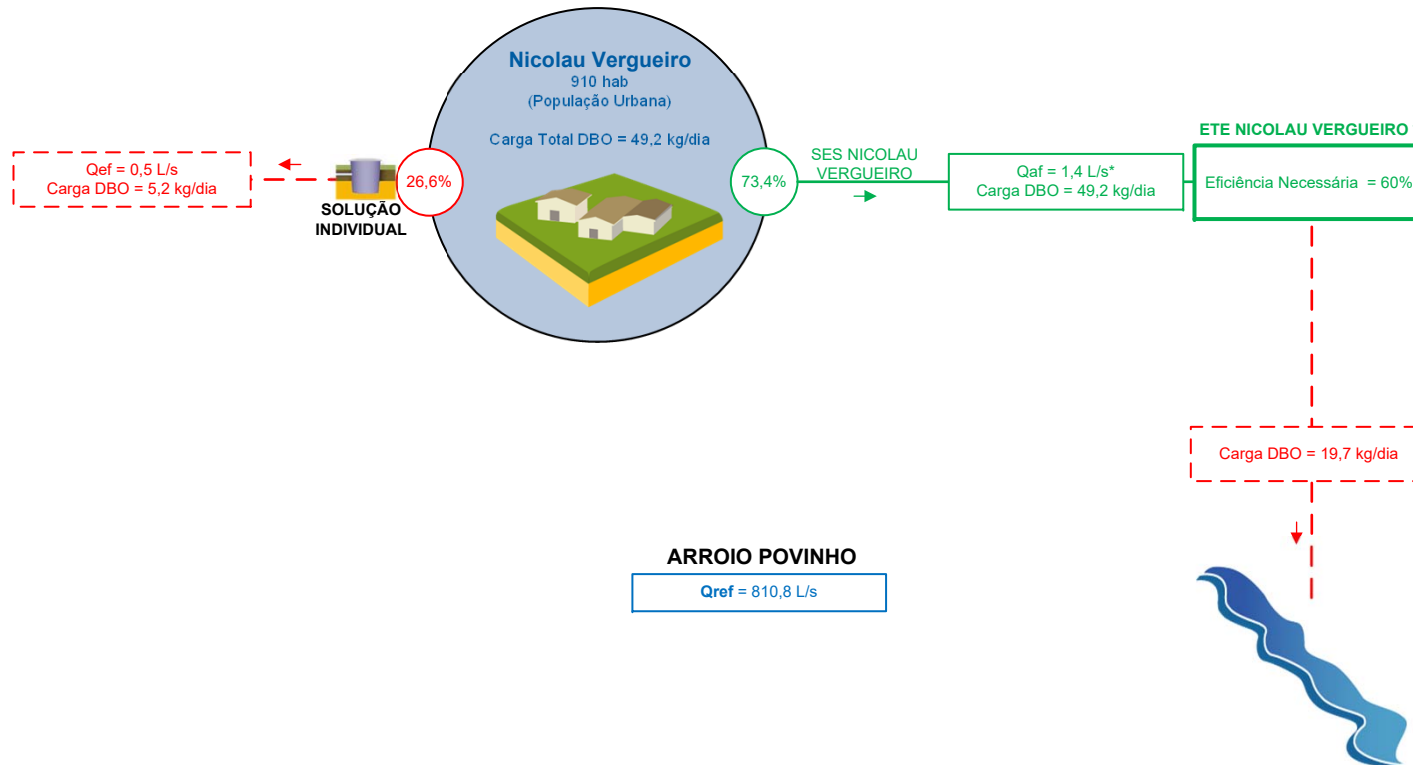 Nicolau Vergueiro
910 hab
(População Urbana)
Carga Total DBO = 49,2 kg/dia
Qef = 0,5 L/s
Carga DBO = 5,2 kg/dia
SOLUÇÃO
INDIVIDUAL
26,6%
73,4%
SES NICOLAU
VERGUEIRO
Qaf = 1,4 L/s*
Carga DBO = 49,2 kg/dia
ETE NICOLAU VERGUEIRO
Eficiência Necessária = 60%
Carga DBO = 19,7 kg/dia
ARROIO POVINHO
Qref = 810,8 L/s